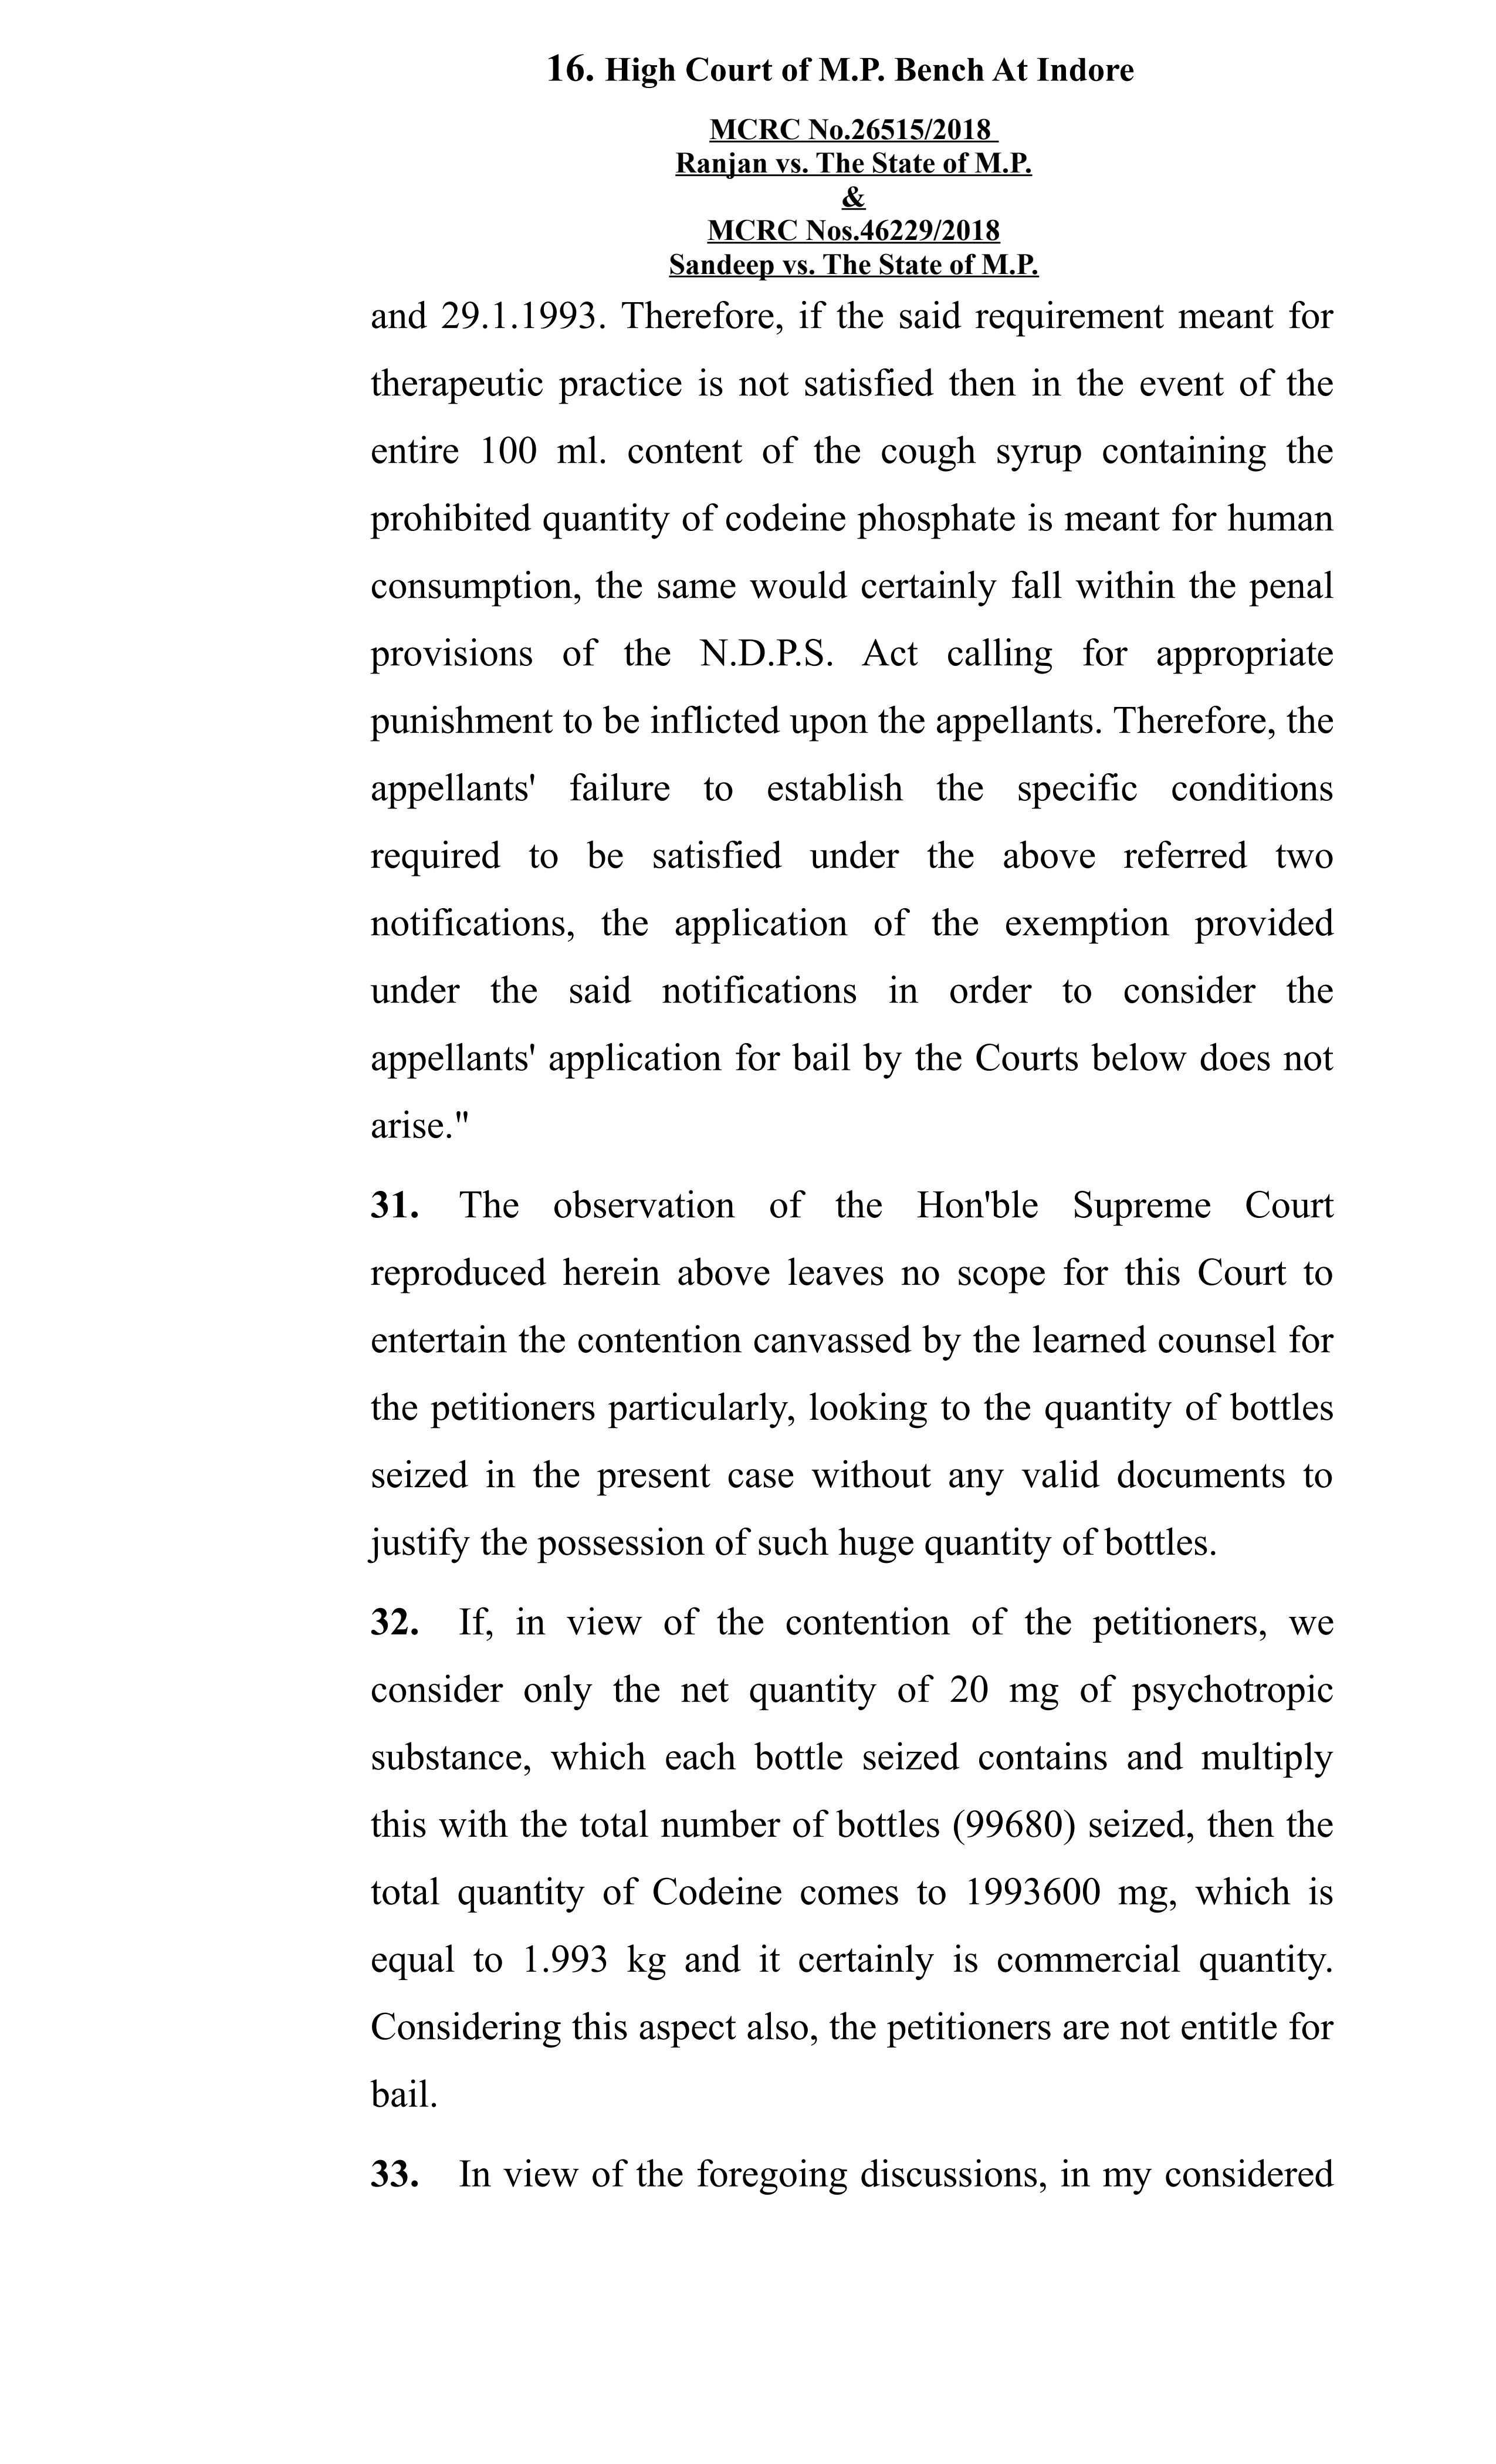 16. High Court of M.P. Bench At Indore
MCRC No.26515/2018
Ranjan vs. The State of M.P.
&
MCRC Nos.46229/2018
Sandeep vs. The State of M.P.
and 29.1.1993. Therefore, if the said requirement meant for
therapeutic practice is not satisfied then in the event of the
entire 100 ml. content of the cough syrup containing the
prohibited quantity of codeine phosphate is meant for human
consumption, the same would certainly fall within the penal
provisions of the N.D.P.S. Act calling for appropriate
punishment to be inflicted upon the appellants. Therefore, the
appellants' failure to establish the specific conditions
required to be satisfied under the above referred two
notifications, the application of the exemption provided
under the said notifications in order to consider the
appellants' application for bail by the Courts below does not
arise."
31. The observation of the Hon'ble Supreme Court
reproduced herein above leaves no scope for this Court to
entertain the contention canvassed by the learned counsel for
the petitioners particularly, looking to the quantity of bottles
seized in the present case without any valid documents to
justify the possession of such huge quantity of bottles.
32. If, in view of the contention of the petitioners, we
consider only the net quantity of 20 mg of psychotropic
substance, which each bottle seized contains and multiply
this with the total number of bottles (99680) seized, then the
total quantity of Codeine comes to 1993600 mg, which is
equal to 1.993 kg and it certainly is commercial quantity.
Considering this aspect also, the petitioners are not entitle for
bail.
33. In view of the foregoing discussions, in my considered